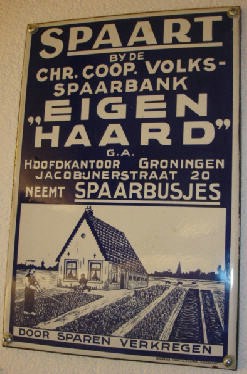 SPAART
BY DE
CHR. COOP. VOLKS-
SPAARBANK
„EIGEN
HAARD”
G.A.
HOOFDKANTOOR GRONINGEN
JACOBIJNERSTRAAT 20
NEEMT SPAARBUSJES
DOOR SPAREN VERKREGEN